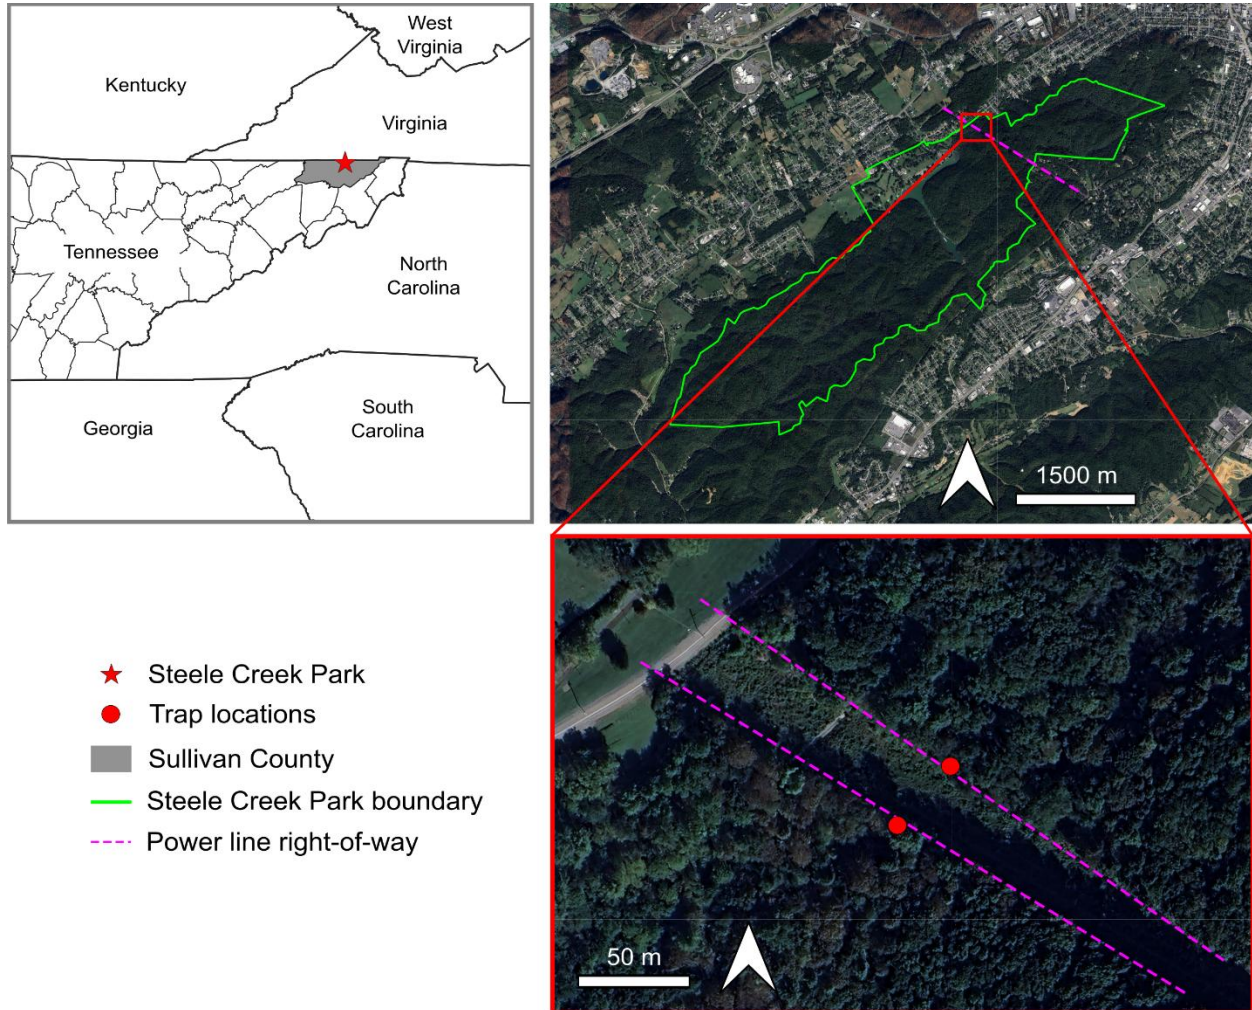 West
Virginia
Kentucky
Virginia
Tennessee
North
Carolina
Georgia
South
Carolina
1500 m
Steele Creek Park
Trap locations
Sullivan County
Steele Creek Park boundary
Power line right-of-way
50 m